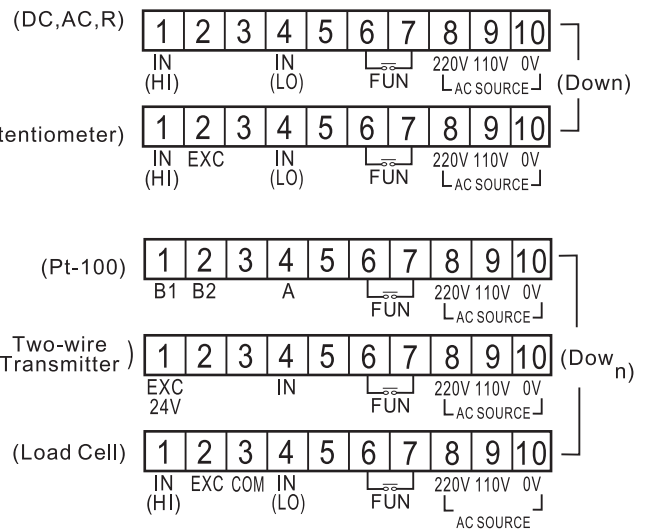 (DC,AC,R) 1 2 3 4 5 6 7 8 9 10
IN IN 220V 110V 0V
(HI) (LO) FUN AC SOURCE (Down)
tentiometer) 1 2 3 4 5 6 7 8 9 10
IN EXC IN 220V 110V 0V
(HI) (LO) FUN AC SOURCE
(Pt-100) 1 2 3 4 5 6 7 8 9 10
B1 B2 A 220V 110V 0V
FUN AC SOURCE
Two-wire
Transmitter ) 1 2 3 4 5 6 7 8 9 10 (Dow n)
EXC IN 220V 110V 0V
24V FUN AC SOURCE
(Load Cell) 1 2 3 4 5 6 7 8 9 10
IN EXC COM IN 220V 110V 0V
(HI) (LO) FUN
AC SOURCE